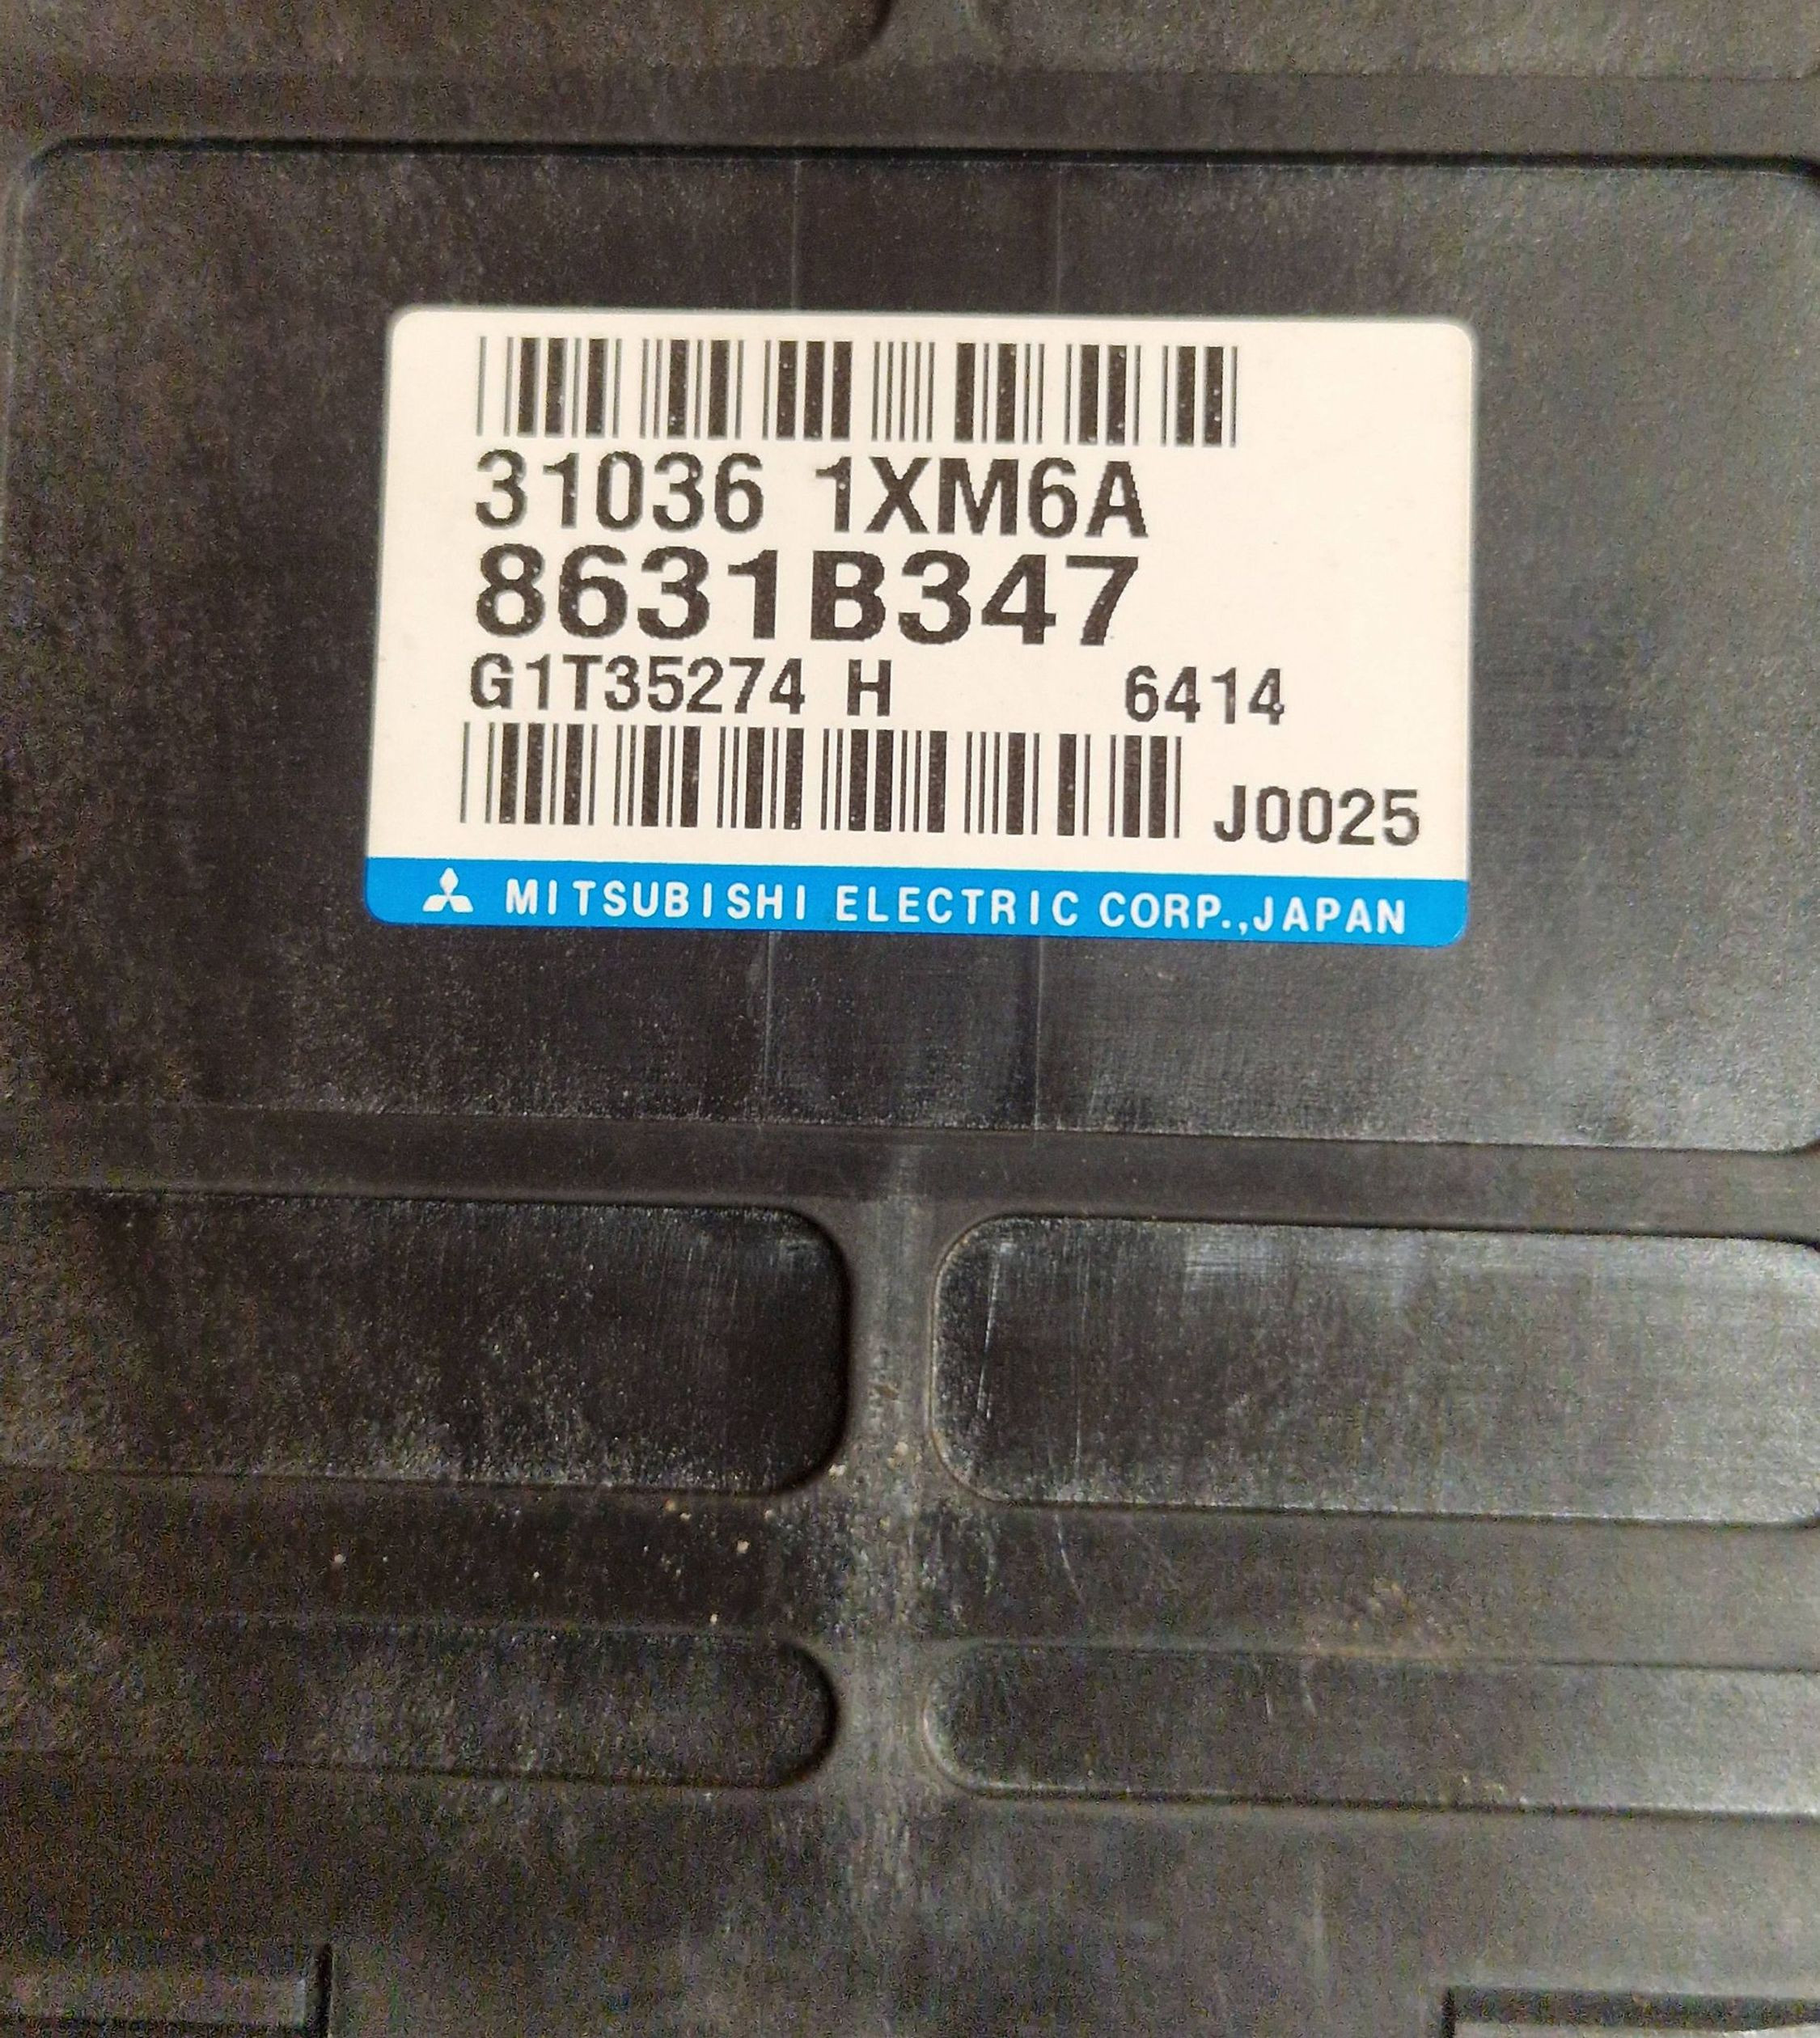 31036 1XM6A
8631B347
G1T35274 H 6414
J0025
MITSUBISHI ELECTRIC CORP.,JAPAN